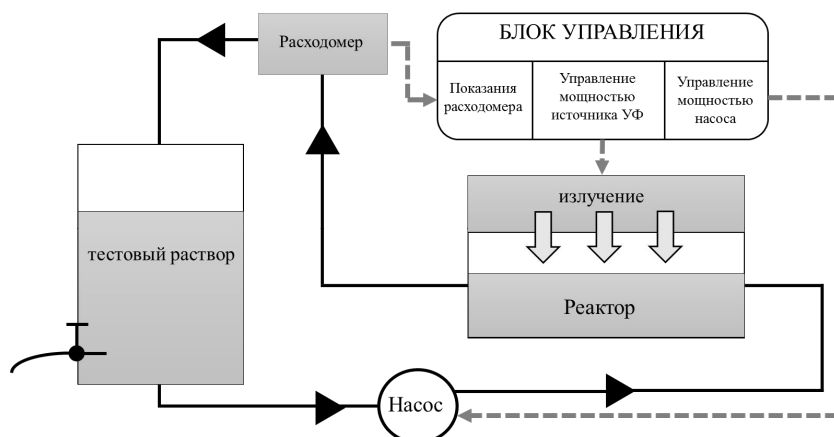 Расходомер
БЛОК УПРАВЛЕНИЯ
Показания
расходомера
Управление
мощностью
источника УФ
Управление
мощностью
насоса
излучение
тестовый раствор
Реактор
Насос